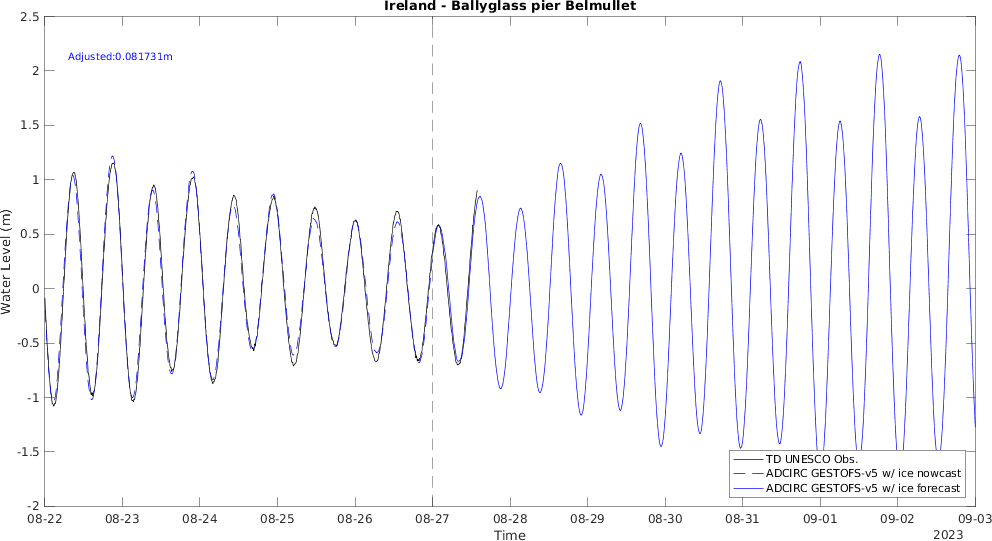 Ireland - Ballyglass pier Belmullet
Adjusted:0.081731m
Water Level (m)
2.5
2
1.5
1
0.5
0
-0.5
-1
-1.5
-2
TD UNESCO Obs.
ADCIRC GESTOFS-v5 w/ ice nowcast
ADCIRC GESTOFS-v5 w/ ice forecast
08-22 08-23 08-24 08-25 08-26 08-27 08-28 08-29 08-30 08-31 09-01 09-02 09-03
Time
2023